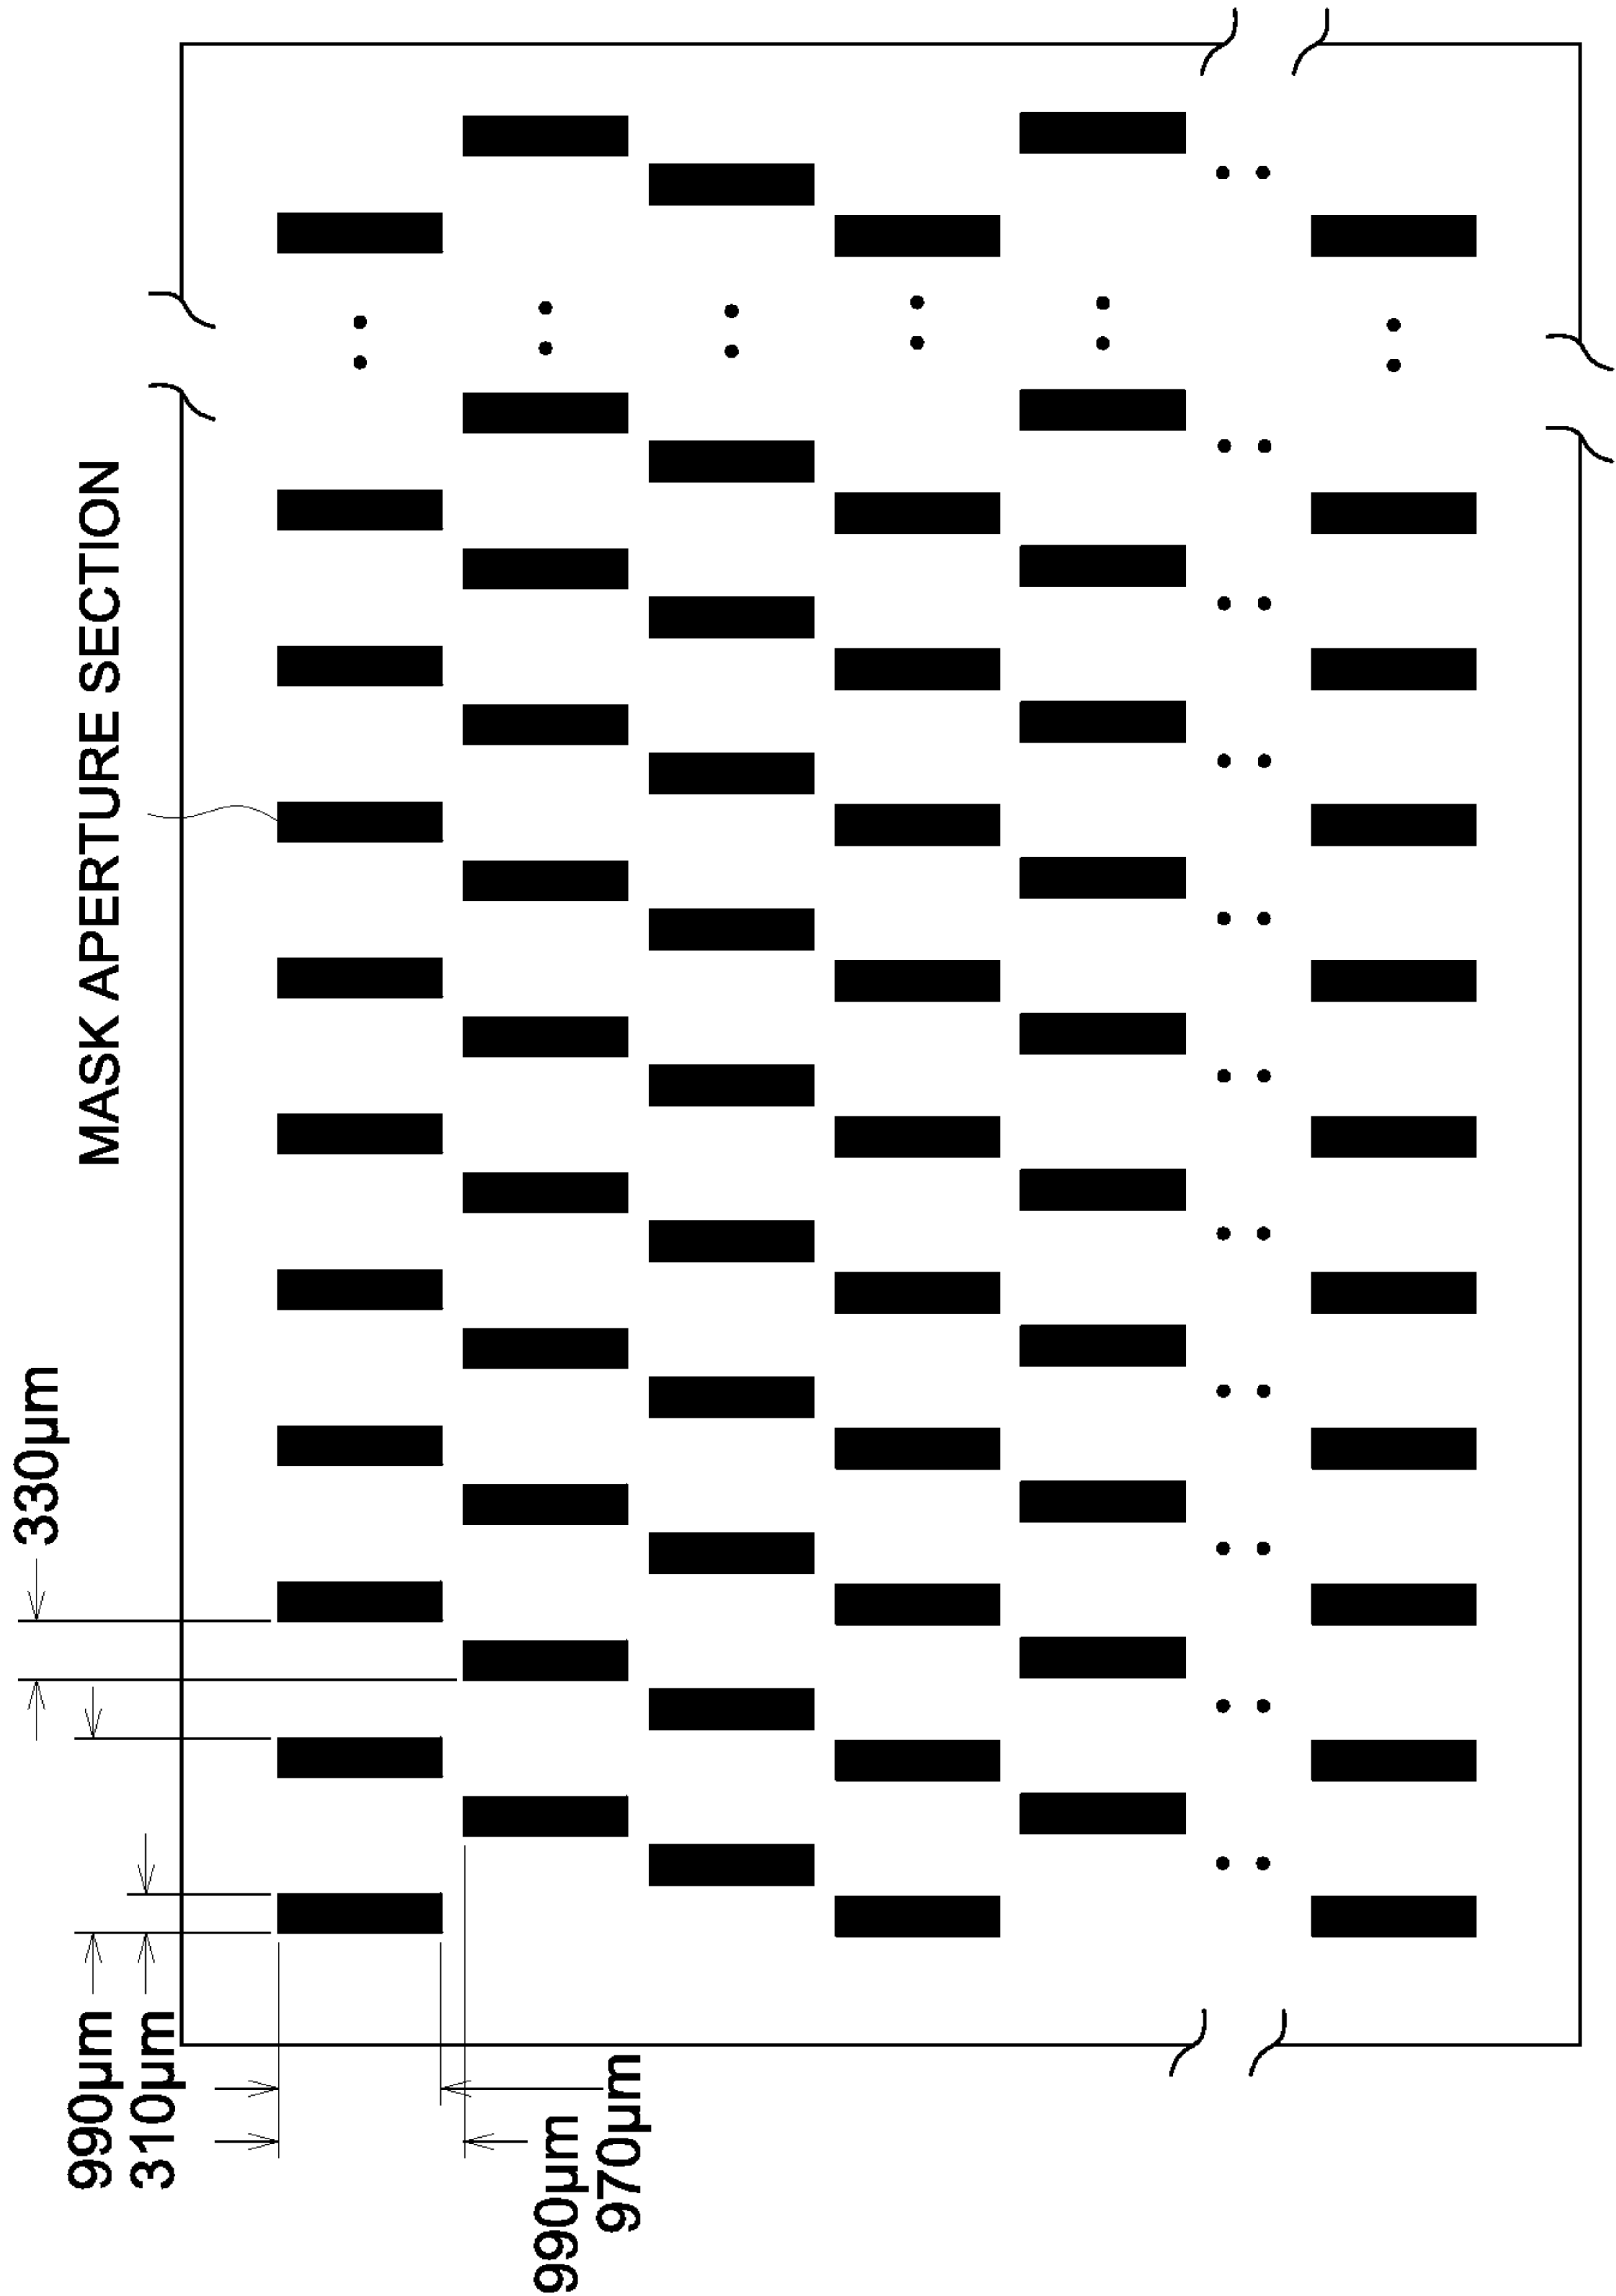 MASK APERTURE SECTION
330μm
990μm
310μm
990μm
970μm